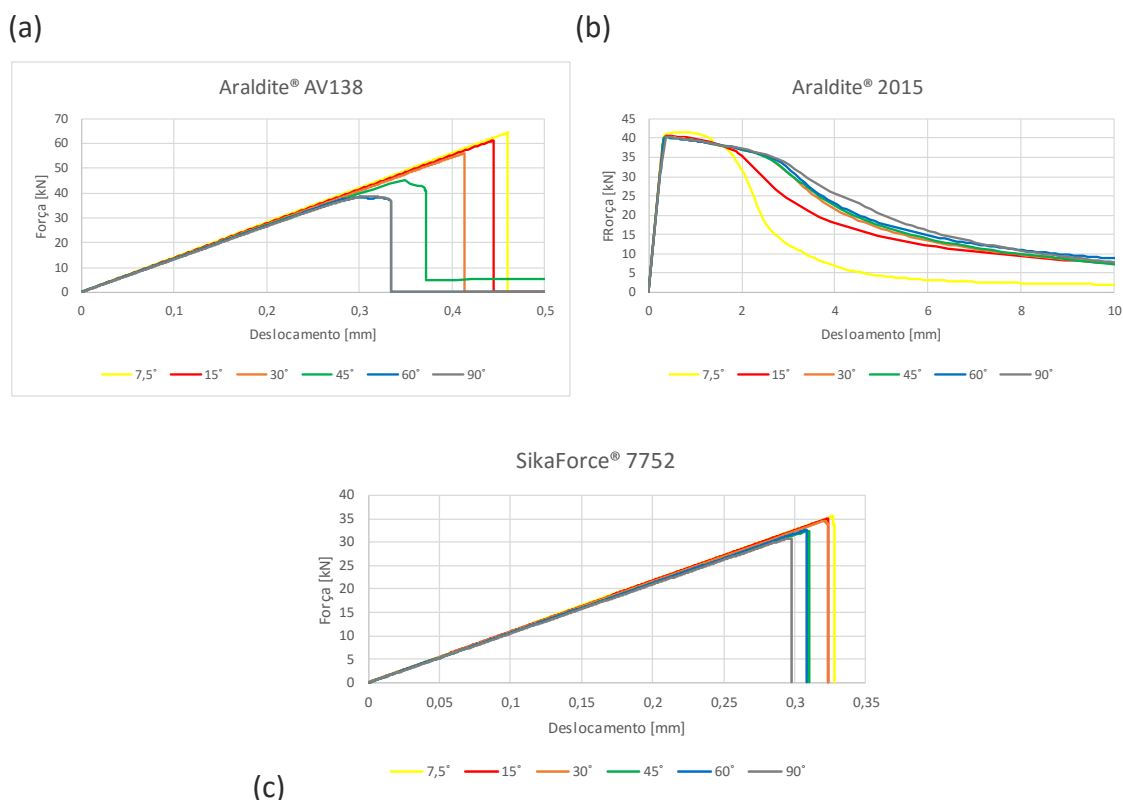 (a)
Araldite® AV138
Força [kN]
70
60
50
40
30
20
10
0
0 0,1 0,2 0,3 0,4 0,5
Deslocamento [mm]
7,5˚ 15˚ 30˚ 45˚ 60˚ 90˚
(b)
Araldite® 2015
FRorça [kN]
45
40
35
30
25
20
15
10
5
0
0 2 4 6 8 10
Desloamento [mm]
7,5˚ 15˚ 30˚ 45˚ 60˚ 90˚
SikaForce® 7752
Força [kN]
40
35
30
25
20
15
10
5
0
0 0,05 0,1 0,15 0,2 0,25 0,3 0,35
Deslocamento [mm]
7,5˚ 15˚ 30˚ 45˚ 60˚ 90˚
(c)